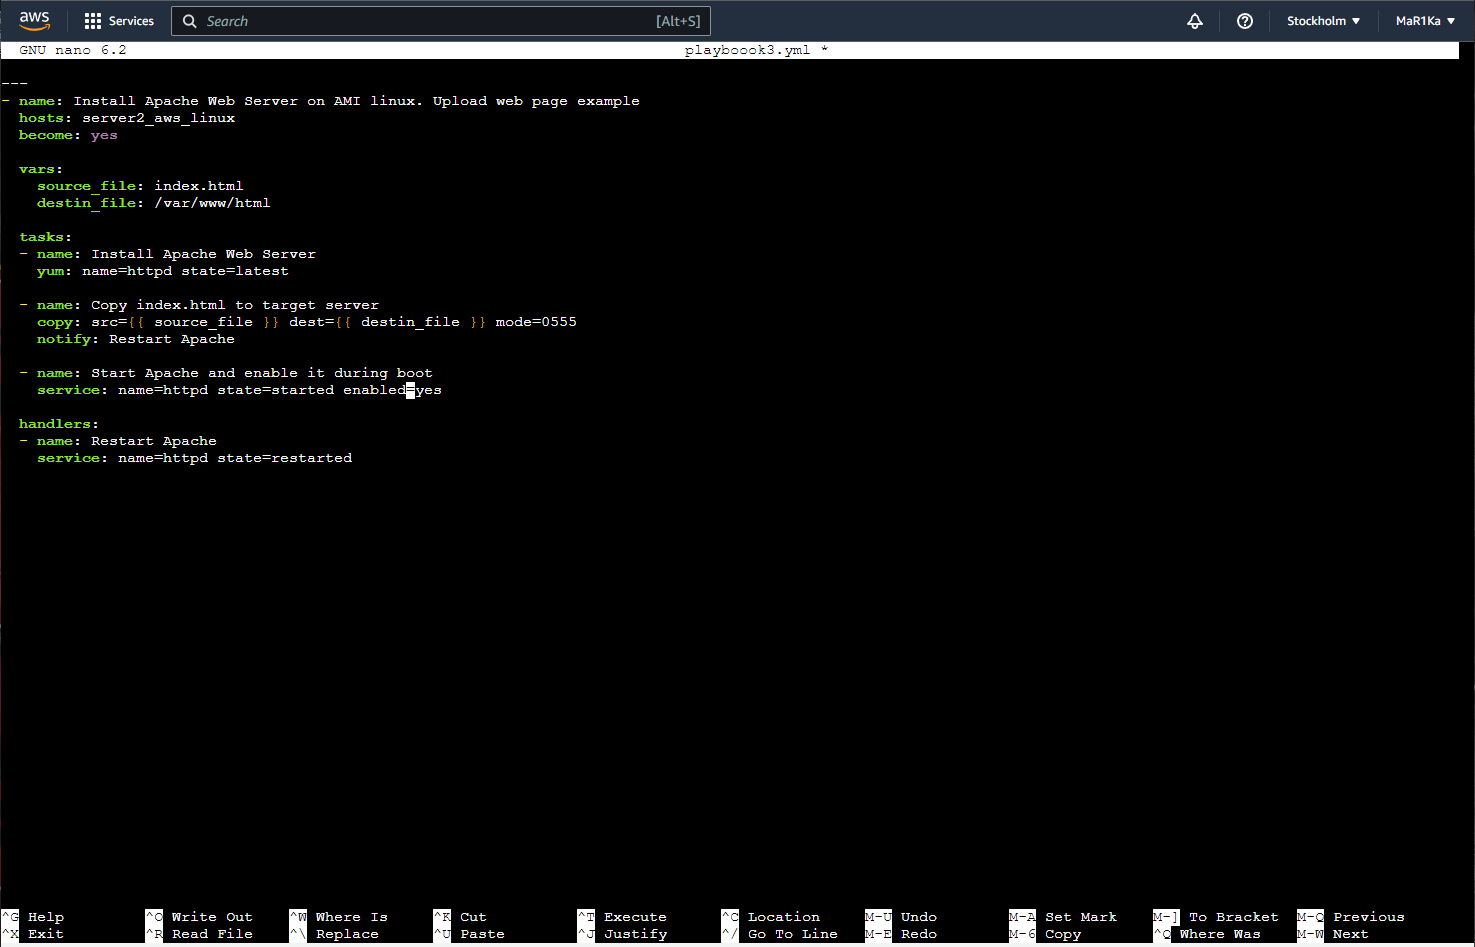 aws Services Search [Alt+S] Stockholm ▼ MaR1Ka ▼
GNU nano 6.2 playboook3.yml *
---
- name: Install Apache Web Server on AMI linux. Upload web page example
  hosts: server2_aws_linux
  become: yes

  vars:
    source_file: index.html
    destin_file: /var/www/html

  tasks:
  - name: Install Apache Web Server
    yum: name=httpd state=latest

  - name: Copy index.html to target server
    copy: src={{ source_file }} dest={{ destin_file }} mode=0555
    notify: Restart Apache

  - name: Start Apache and enable it during boot
    service: name=httpd state=started enabled=yes

  handlers:
  - name: Restart Apache
    service: name=httpd state=restarted

^G Help ^O Write Out ^W Where Is ^K Cut ^T Execute ^C Location M-U Undo M-A Set Mark M-] To Bracket M-Q Previous
^X Exit ^R Read File ^\ Replace ^U Paste ^J Justify ^/ Go To Line M-E Redo M-6 Copy ^Q Where Was M-W Next